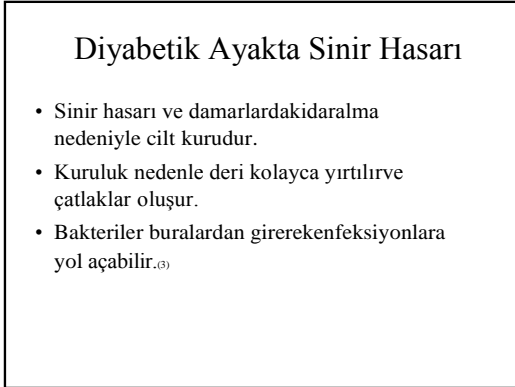 Diyabetik Ayakta Sinir Hasarı
• Sinir hasarı ve damarlardakidaralma
nedeniyle cilt kurudur.
• Kuruluk nedenle deri kolayca yırtılırve
çatlaklar oluşur.
• Bakteriler buralardan girerekenfeksiyonlara
yol açabilir.(3)